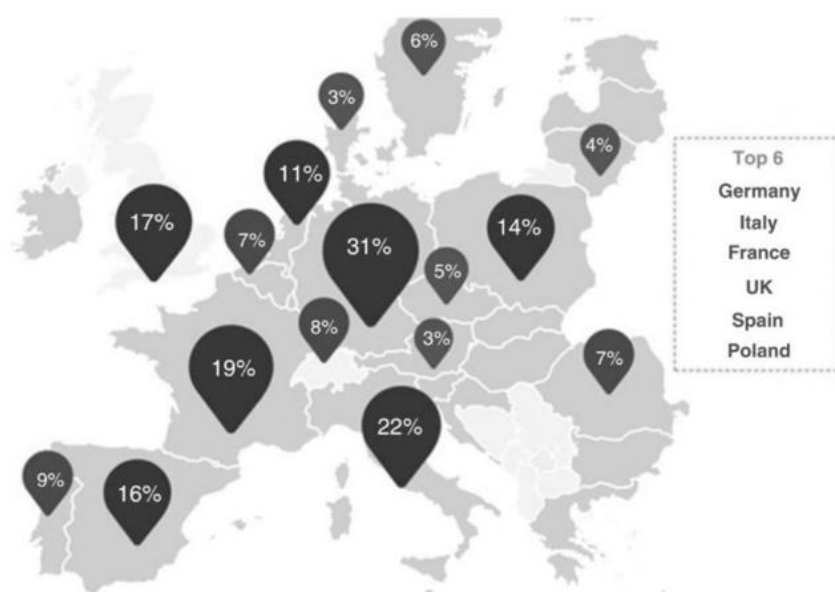 6%
3%
4%
11%
17%
7%
31%
14%
5%
8%
3%
19%
7%
22%
9%
16%
Top 6
Germany
Italy
France
UK
Spain
Poland